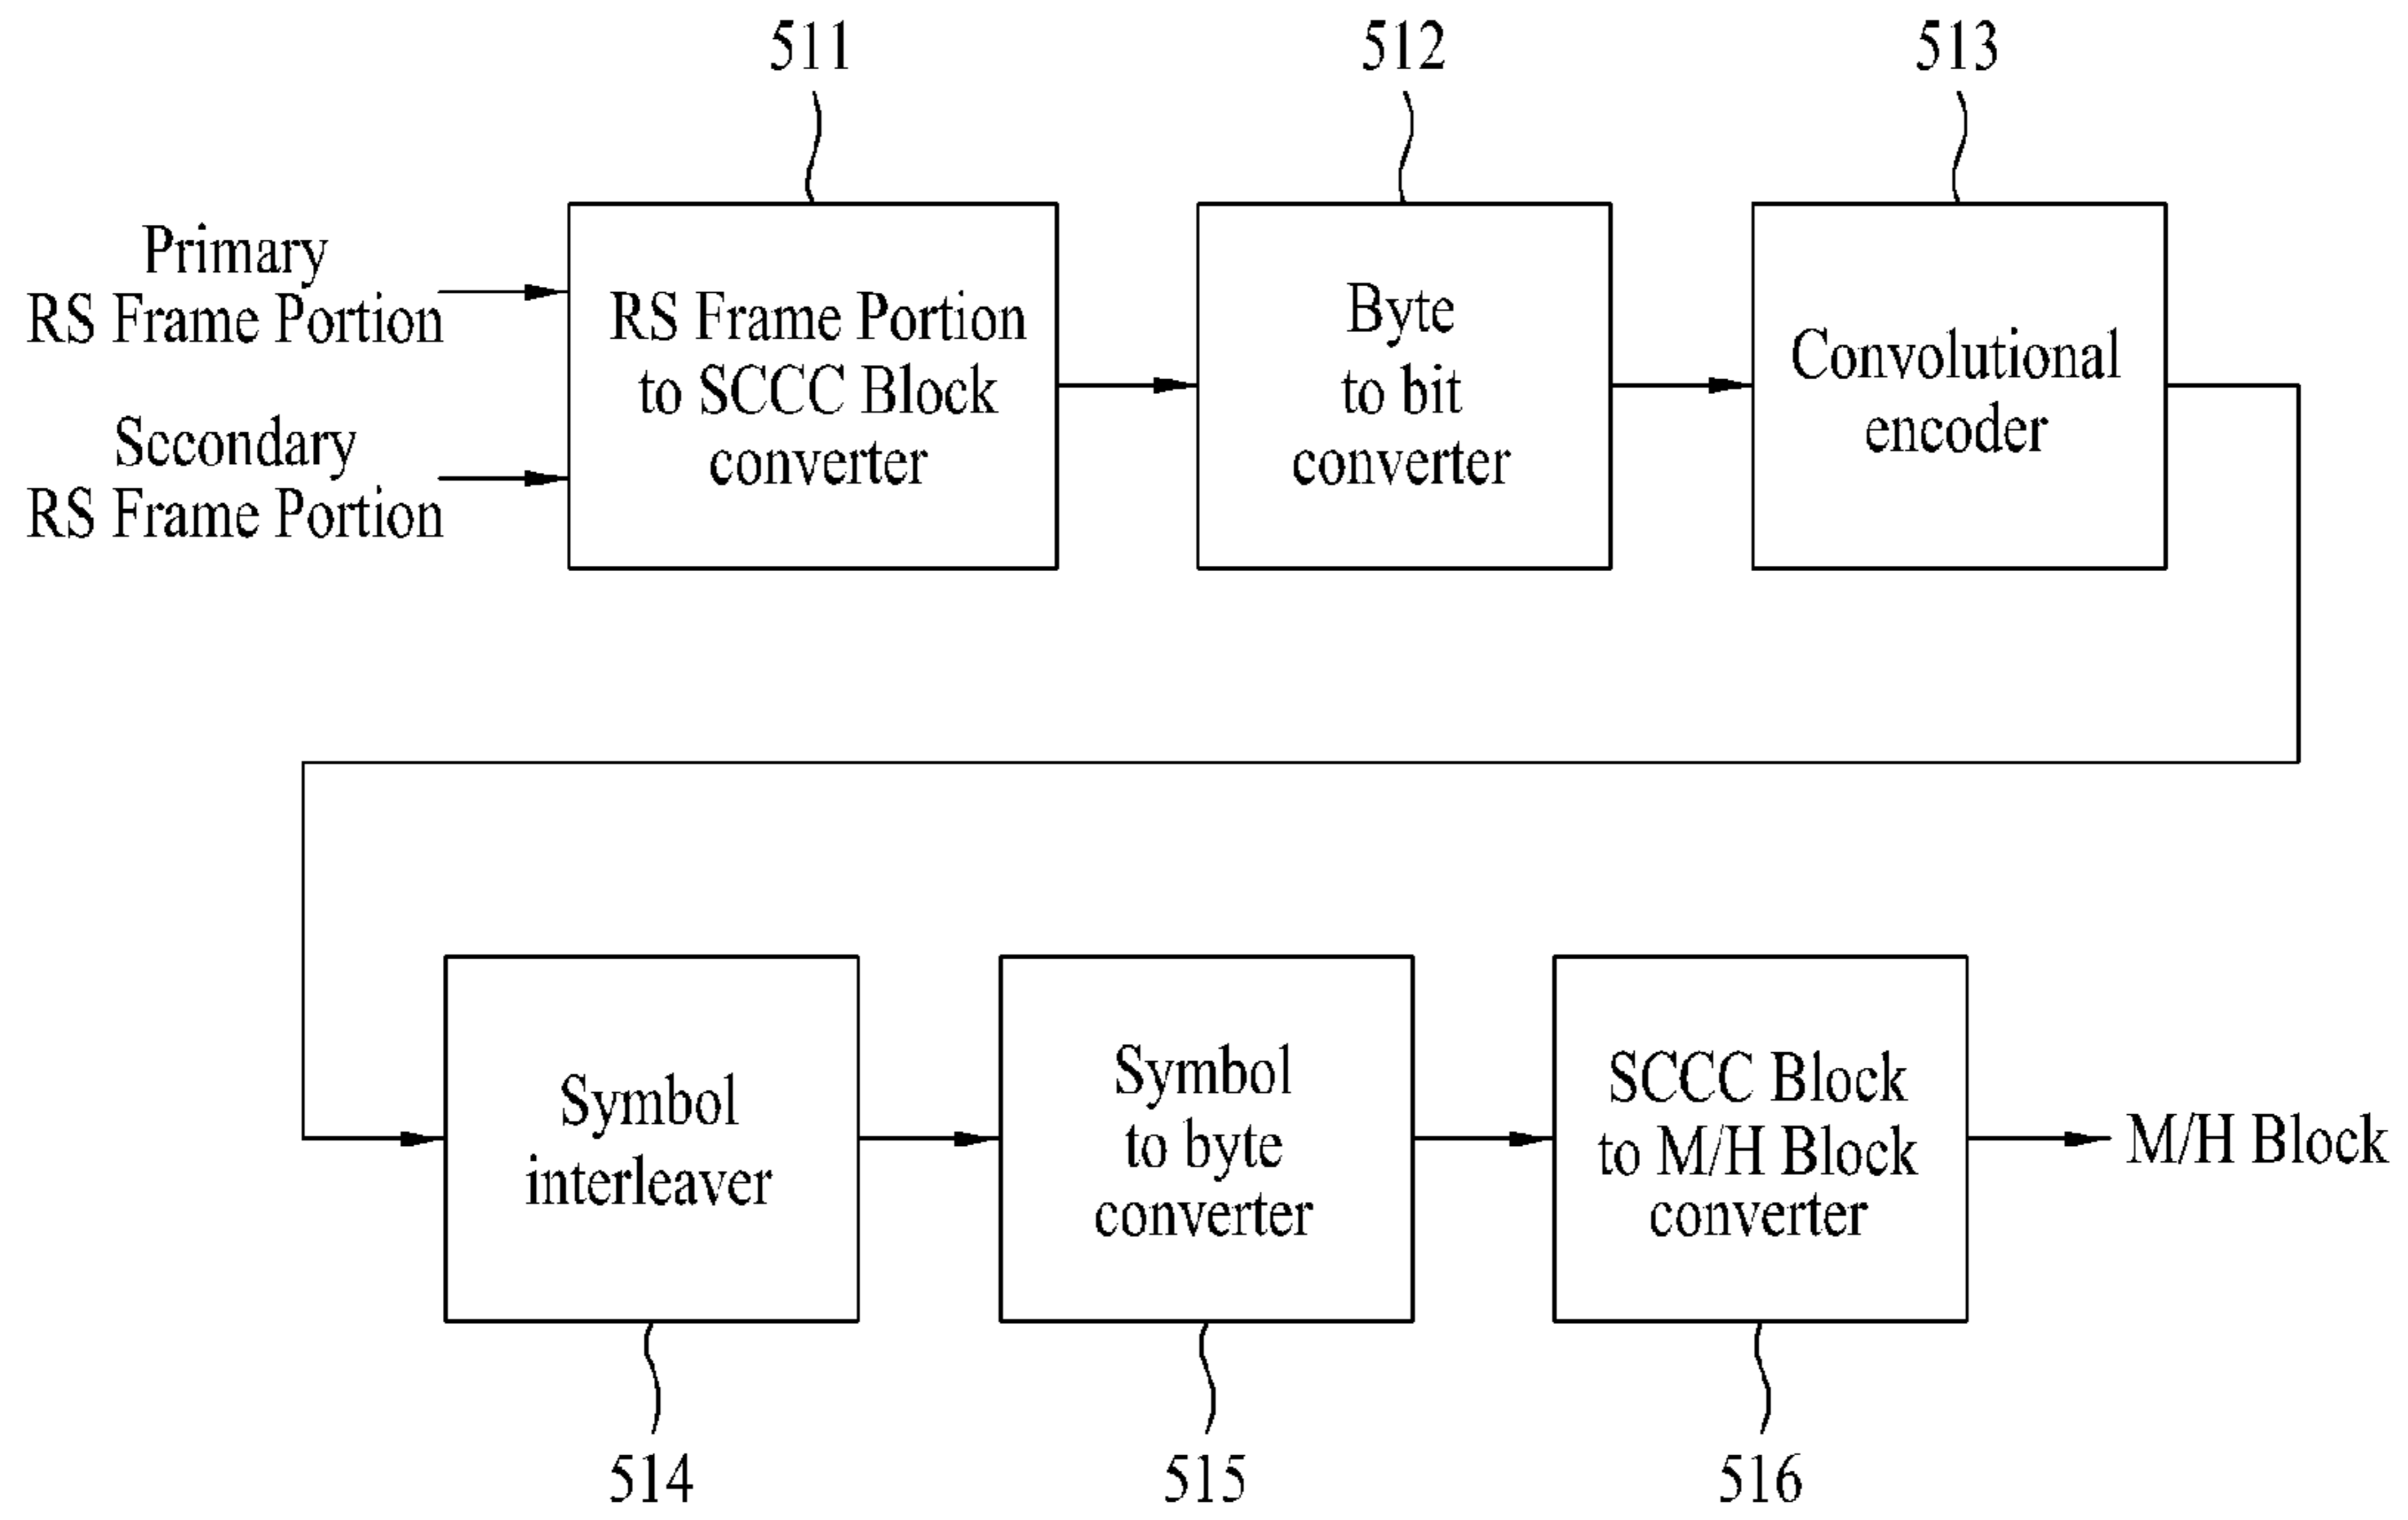 511
512
513
Primary
RS Frame Portion
Sccondary
RS Frame Portion
RS Frame Portion
to SCCC Block
converter
Byte
to bit
converter
Convolutional
encoder
Symbol
interleaver
Symbol
to byte
converter
SCCC Block
to M/H Block
converter
M/H Block
514
515
516